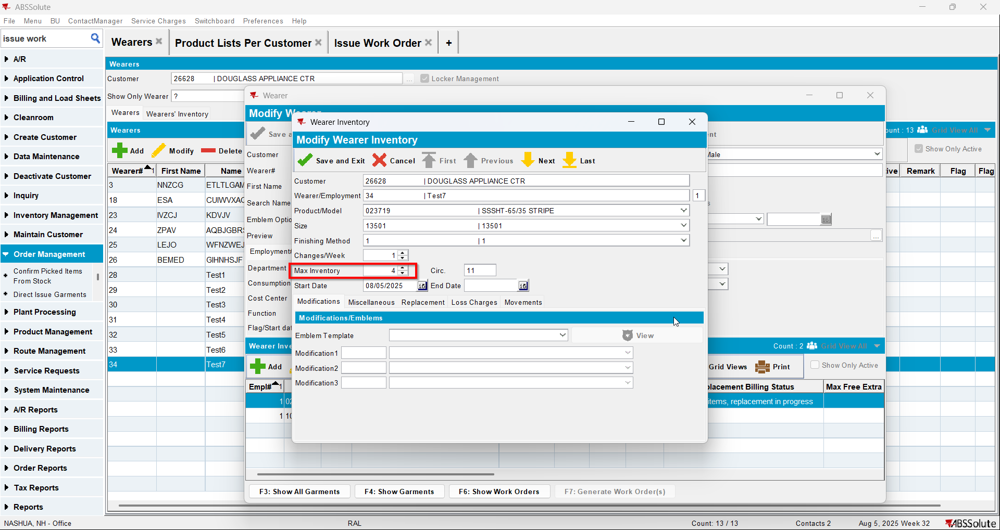 ABSSolute
File Menu BU ContactManager Service Charges Switchboard Preferences Help
issue work
Wearers
Product Lists Per Customer
Issue Work Order
+
A/R
Application Control
Billing and Load Sheets
Cleanroom
Create Customer
Data Maintenance
Deactivate Customer
Inquiry
Inventory Management
Maintain Customer
Order Management
Confirm Picked Items
From Stock
Direct Issue Garments
Plant Processing
Product Management
Route Management
Service Requests
System Maintenance
A/R Reports
Billing Reports
Delivery Reports
Order Reports
Tax Reports
Reports
Wearers
Customer 26628 | DOUGLASS APPLIANCE CTR ... Locker Management
Show Only Wearer ?
Wearers Wearers' Inventory
Wearers
Add Modify Delete
Wearer# 1 First Name Name
3 NNZCG ETLTLGAM
18 ESA
23 IVZCJ KDVJV
24 ZPAV
25 LEJO WFNZWEJ
26 BEMED GIHNHSJF
28 Test1
29 Test2
30 Test3
31 Test4
32 Test5
33 Test6
34 Test7
: 13 Grid View All
Show Only Active
Remark Flag Flag
Wearer
Modify
Save
Customer
Wearer#
First Name
Search Name
Emblem
Preview
Employment#
Department
Consumption
Cost Center
Function
Flag/Start
Male
...
Wearer
Count : 2 Grid View All
Add
Grid Views Print Show Only Active
Empl# 1 Billing Status Max Free Extra
1 items, replacement in progress
1
F3: Show All Garments F4: Show Garments F6: Show Work Orders F7: Generate Work Order(s)
Wearer Inventory
Modify Wearer Inventory
Save and Exit Cancel First Previous Next Last
Customer 26628 | DOUGLASS APPLIANCE CTR
Wearer/Employment 34 | Test7 1
Product/Model 023719 | SSSHT-65/35 STRIPE
Size 13501 | 13501
Finishing Method 1 | 1
Changes/Week 1
Max Inventory 4 Circ. 11
Start Date 08/05/2025 16 End Date 16
Modifications Miscellaneous Replacement Loss Charges Movements
Modifications/Emblems
Emblem Template View
Modification1
Modification2
Modification3
NASHUA, NH - Office RAL Count: 13 / 13 Contacts 2 Aug 5, 2025 Week 32 ABSSolute